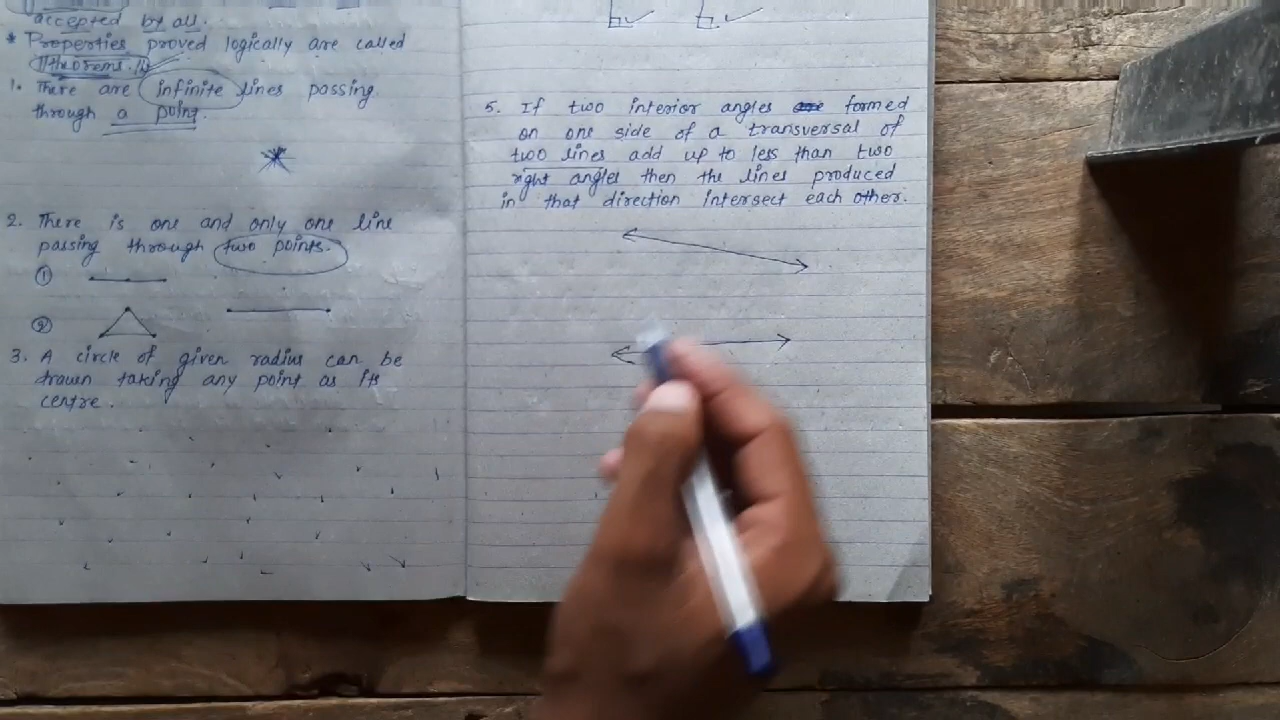 accepted by all.
* Properties proved logically are called
Theorems.
1. There are infinite lines passing
through a point.
2. There is one and only one line
passing through two points.
①
②
3. A circle of given radius can be
drawn taking any point as its
centre.
5. If two interior angles formed
on one side of a transversal of
two lines add up to less than two
right angles then the lines produced
in that direction intersect each other.